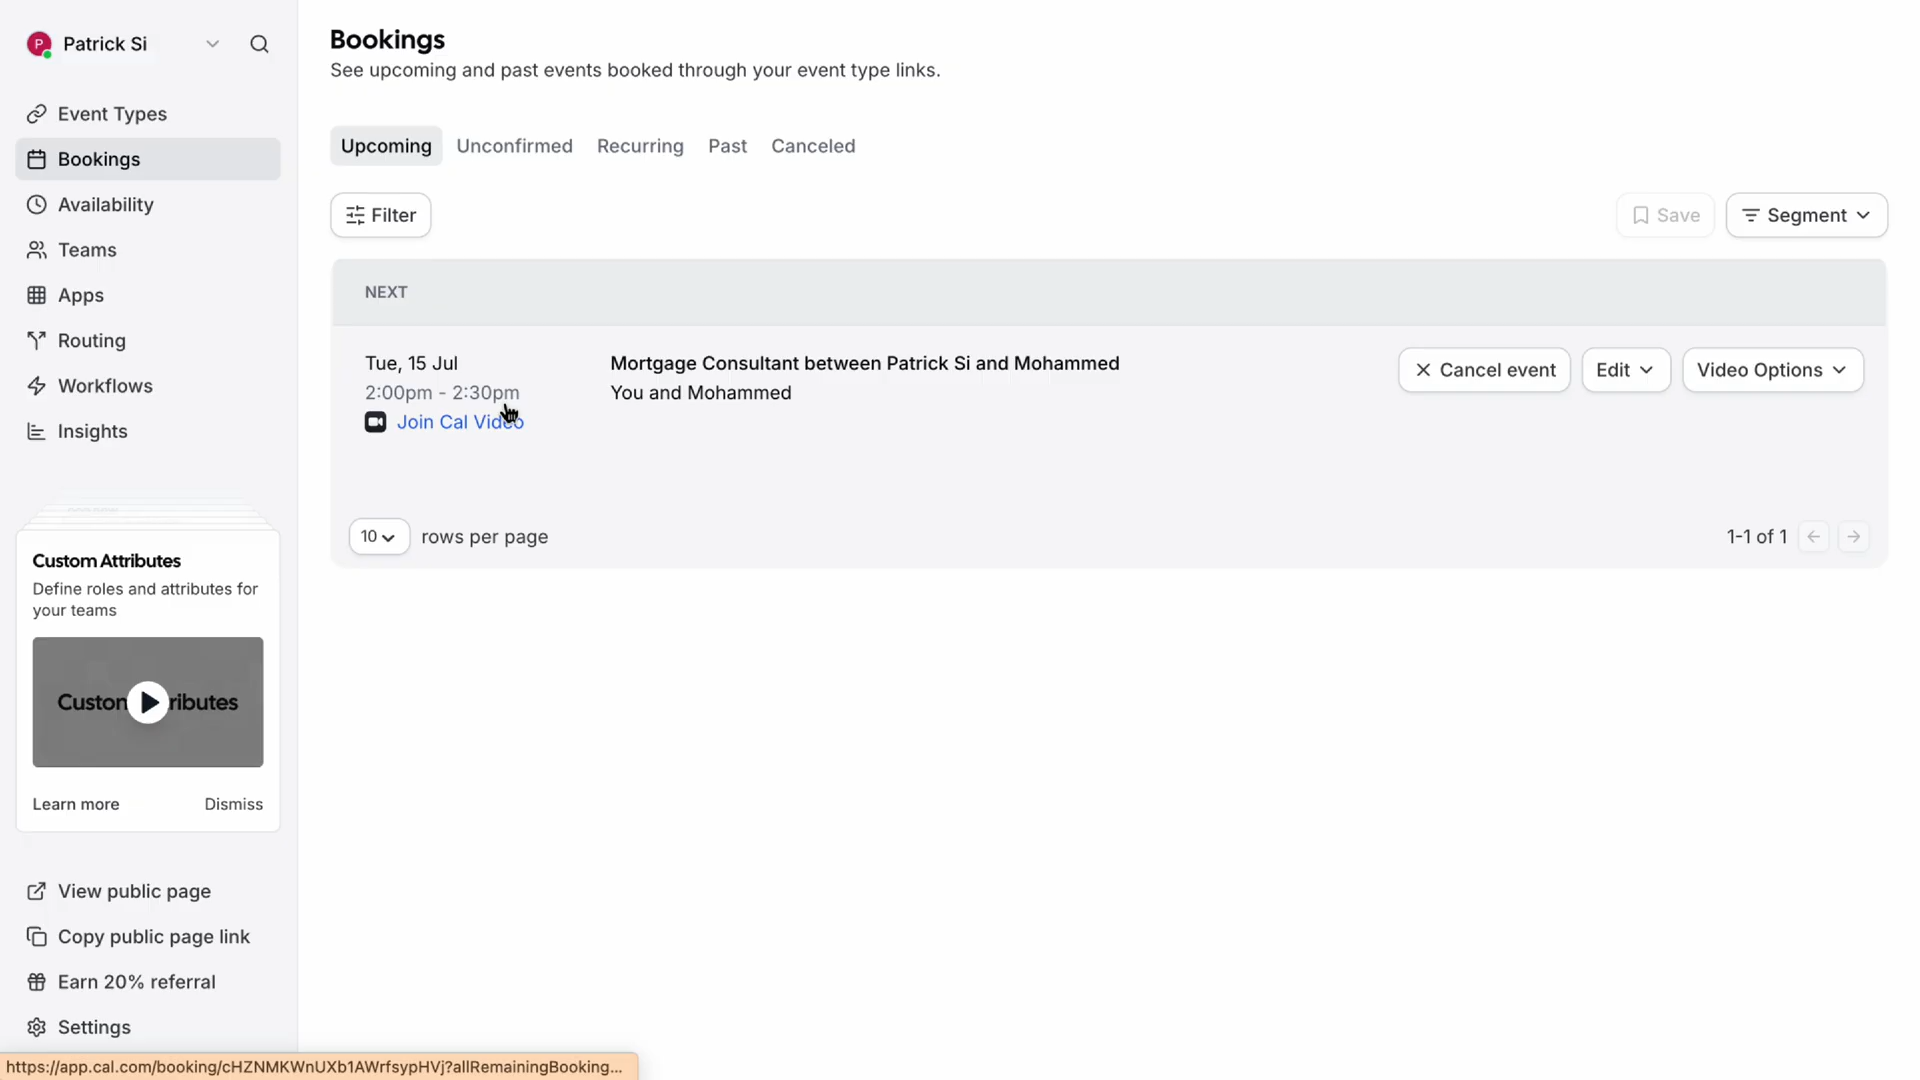 P Patrick Si
Event Types
Bookings
Availability
Teams
Apps
Routing
Workflows
Insights
Custom Attributes
Define roles and attributes for
your teams
Learn more Dismiss
View public page
Copy public page link
Earn 20% referral
Settings
Bookings
See upcoming and past events booked through your event type links.
Upcoming Unconfirmed Recurring Past Canceled
Filter Save Segment
NEXT
Tue, 15 Jul
2:00pm - 2:30pm
Join Cal Video
Mortgage Consultant between Patrick Si and Mohammed
You and Mohammed
Cancel event Edit Video Options
10 rows per page 1-1 of 1
https://app.cal.com/booking/cHZNMKWnUXb1AWrfsypHVj?allRemainingBooking...